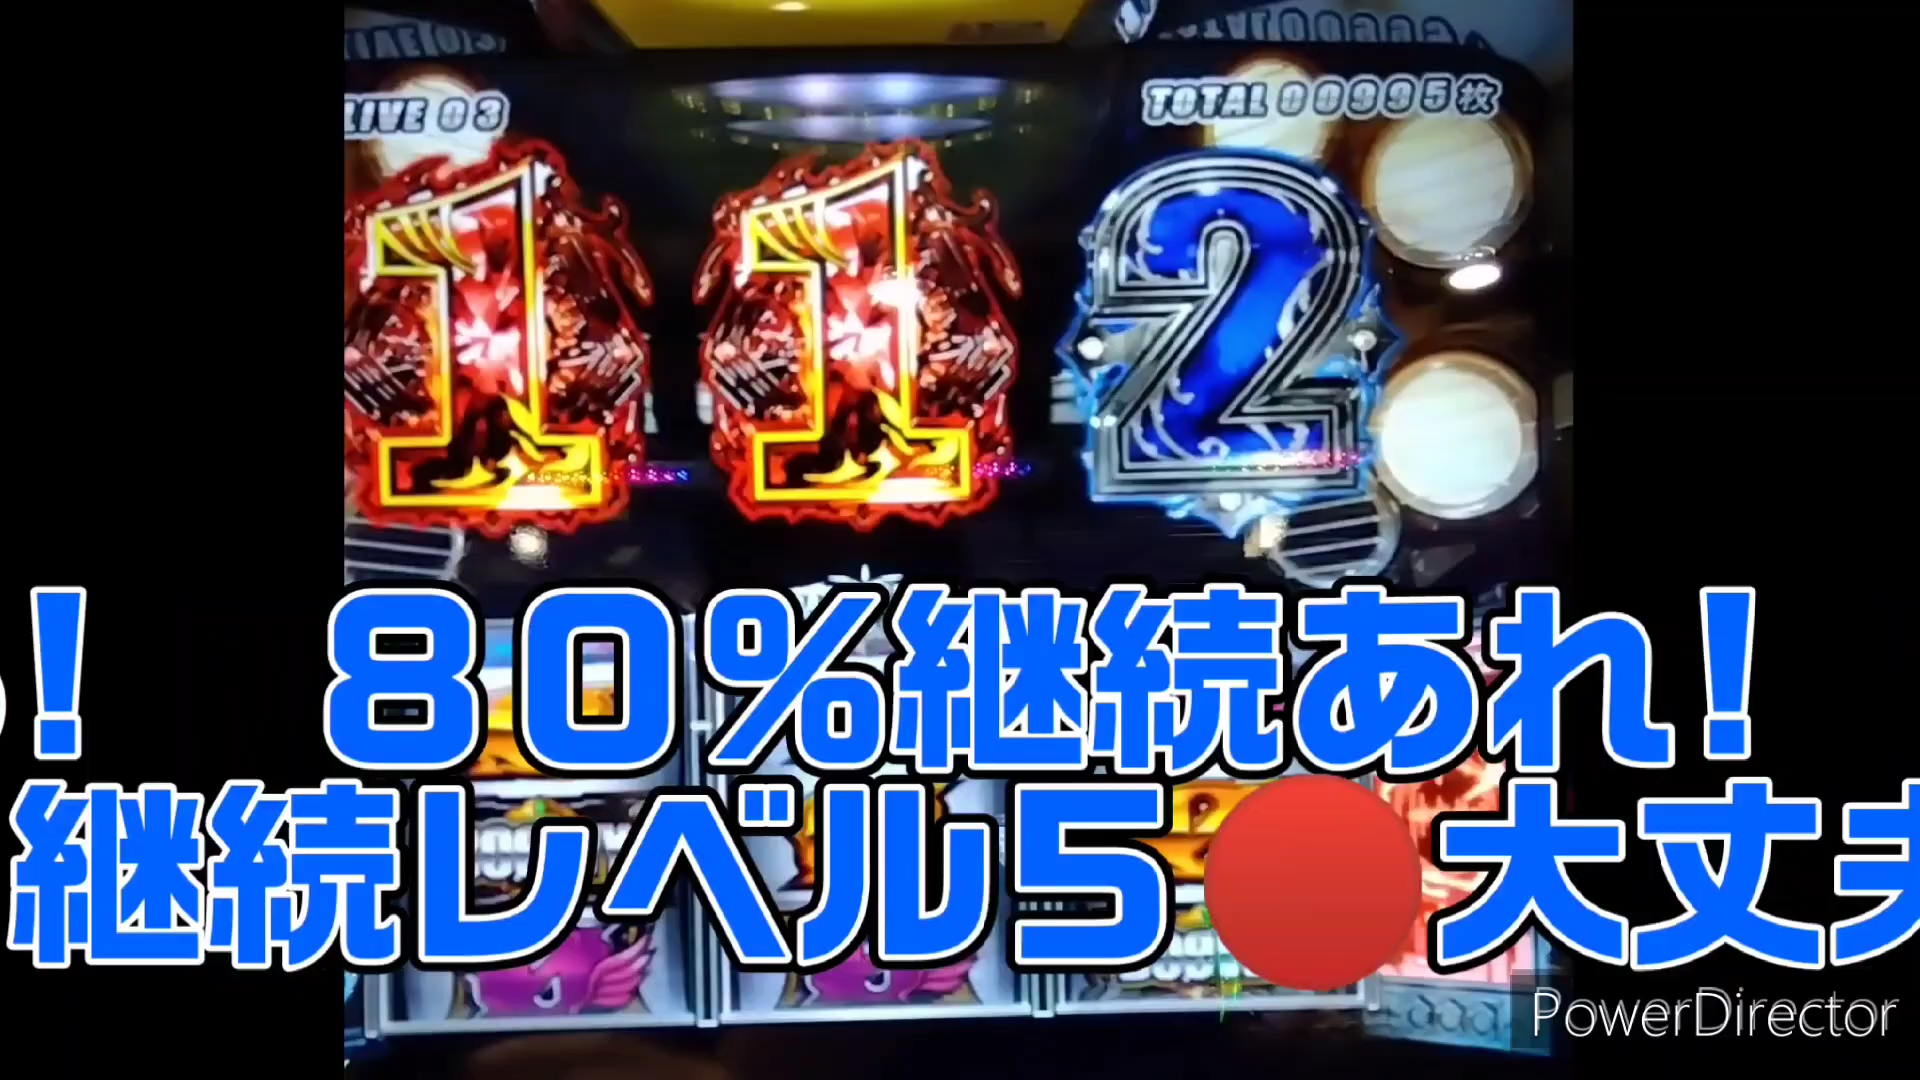 LIVE 03
TOTAL 00995枚
1 1 2
！ 80%継続あれ！
継続レベル5🔴大丈夫
PowerDirector